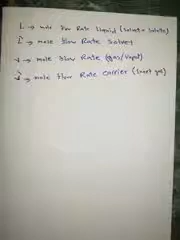 L → mole flow Rate liquid (solvent + solute)
L → mole flow Rate solvet
→ mole flow Rate (gas/vapor)
→ mole flow Rate carrier (inert gas)